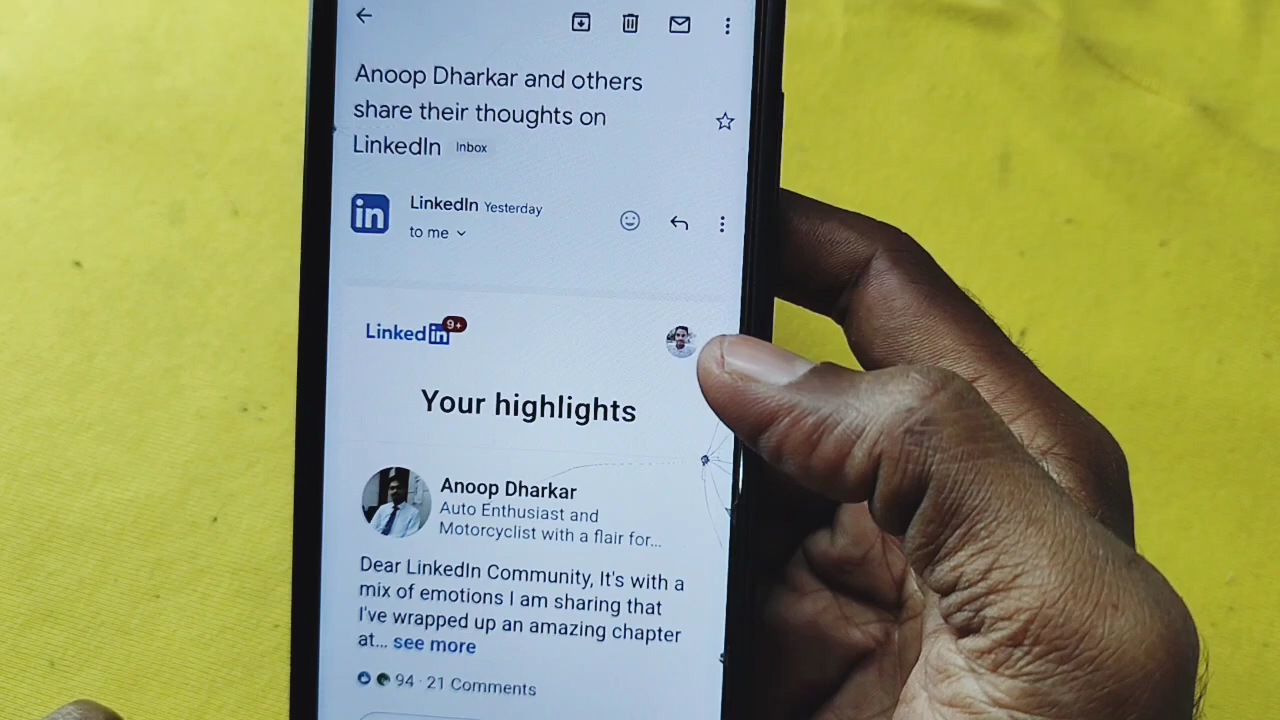 Anoop Dharkar and others
share their thoughts on
LinkedIn Inbox
in LinkedIn Yesterday
to me
Linkedin 9+
Your highlights
Anoop Dharkar
Auto Enthusiast and
Motorcyclist with a flair for...
Dear LinkedIn Community, It's with a
mix of emotions I am sharing that
I've wrapped up an amazing chapter
at... see more
94 · 21 Comments